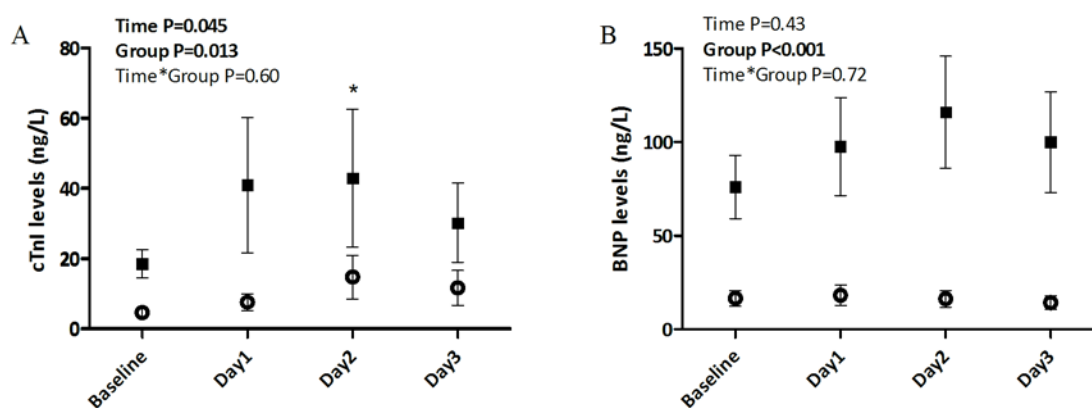 A
Time P=0.045
Group P=0.013
Time*Group P=0.60
80
60
40
20
0
cTnI levels (ng/L)
*
Baseline
Day1
Day2
Day3
B
Time P=0.43
Group P<0.001
Time*Group P=0.72
150
100
50
0
BNP levels (ng/L)
Baseline
Day1
Day2
Day3